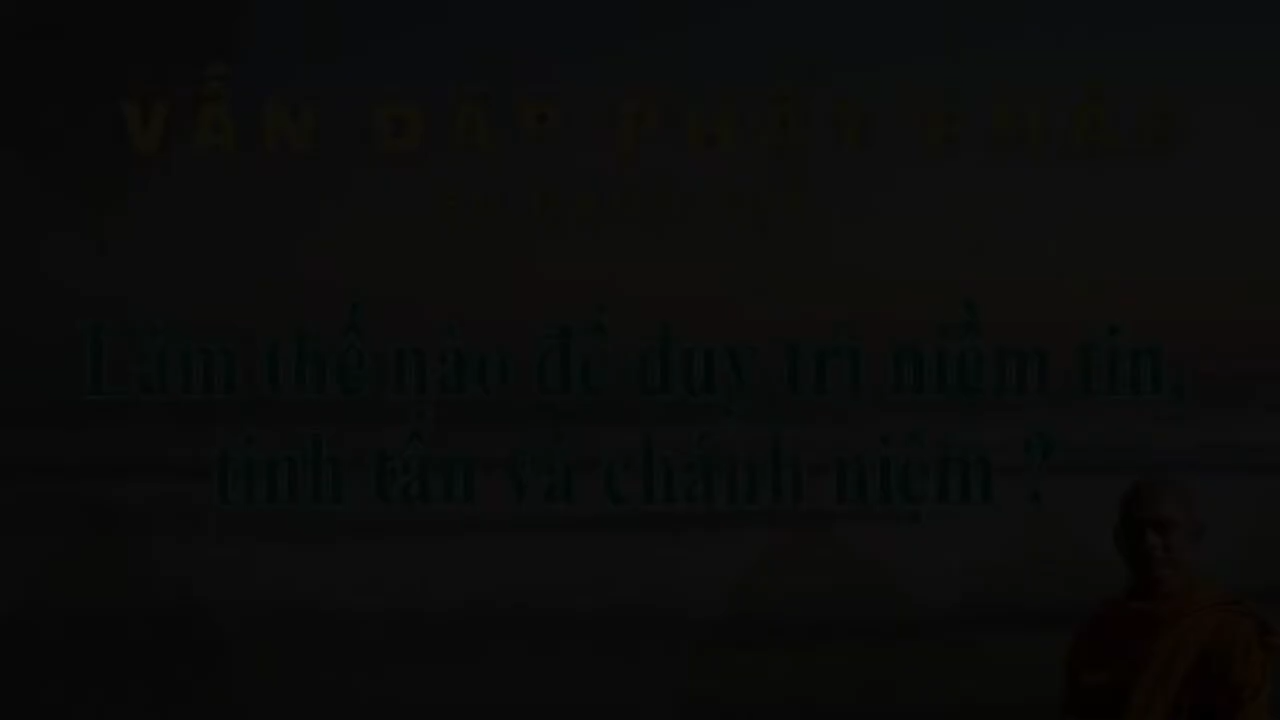 VẤN ĐÁP PHẬT PHÁP
Làm thế nào để duy trì niềm tin,
tinh tấn và chánh niệm ?